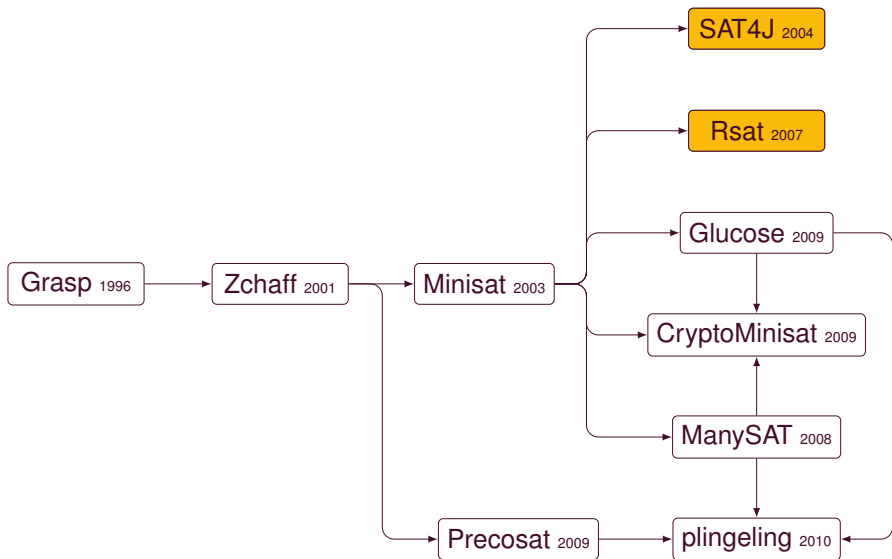 SAT4J 2004
Rsat 2007
Glucose 2009
Grasp 1996
Zchaff 2001
Minisat 2003
CryptoMinisat 2009
ManySAT 2008
Precosat 2009
plingeling 2010